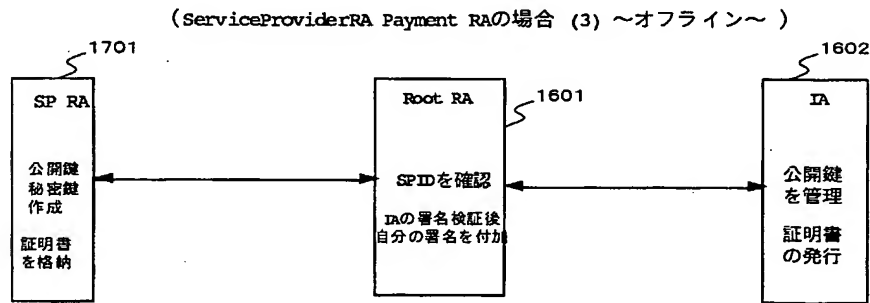 (ServiceProviderRA Payment RAの場合 (3) ～オフライン～ )
1701
SP RA
公開鍵
秘密鍵
作成
証明書
を格納
Root RA
1601
SPIDを確認
IAの署名検証後
自分の署名を付加
1602
IA
公開鍵
を管理
証明書
の発行